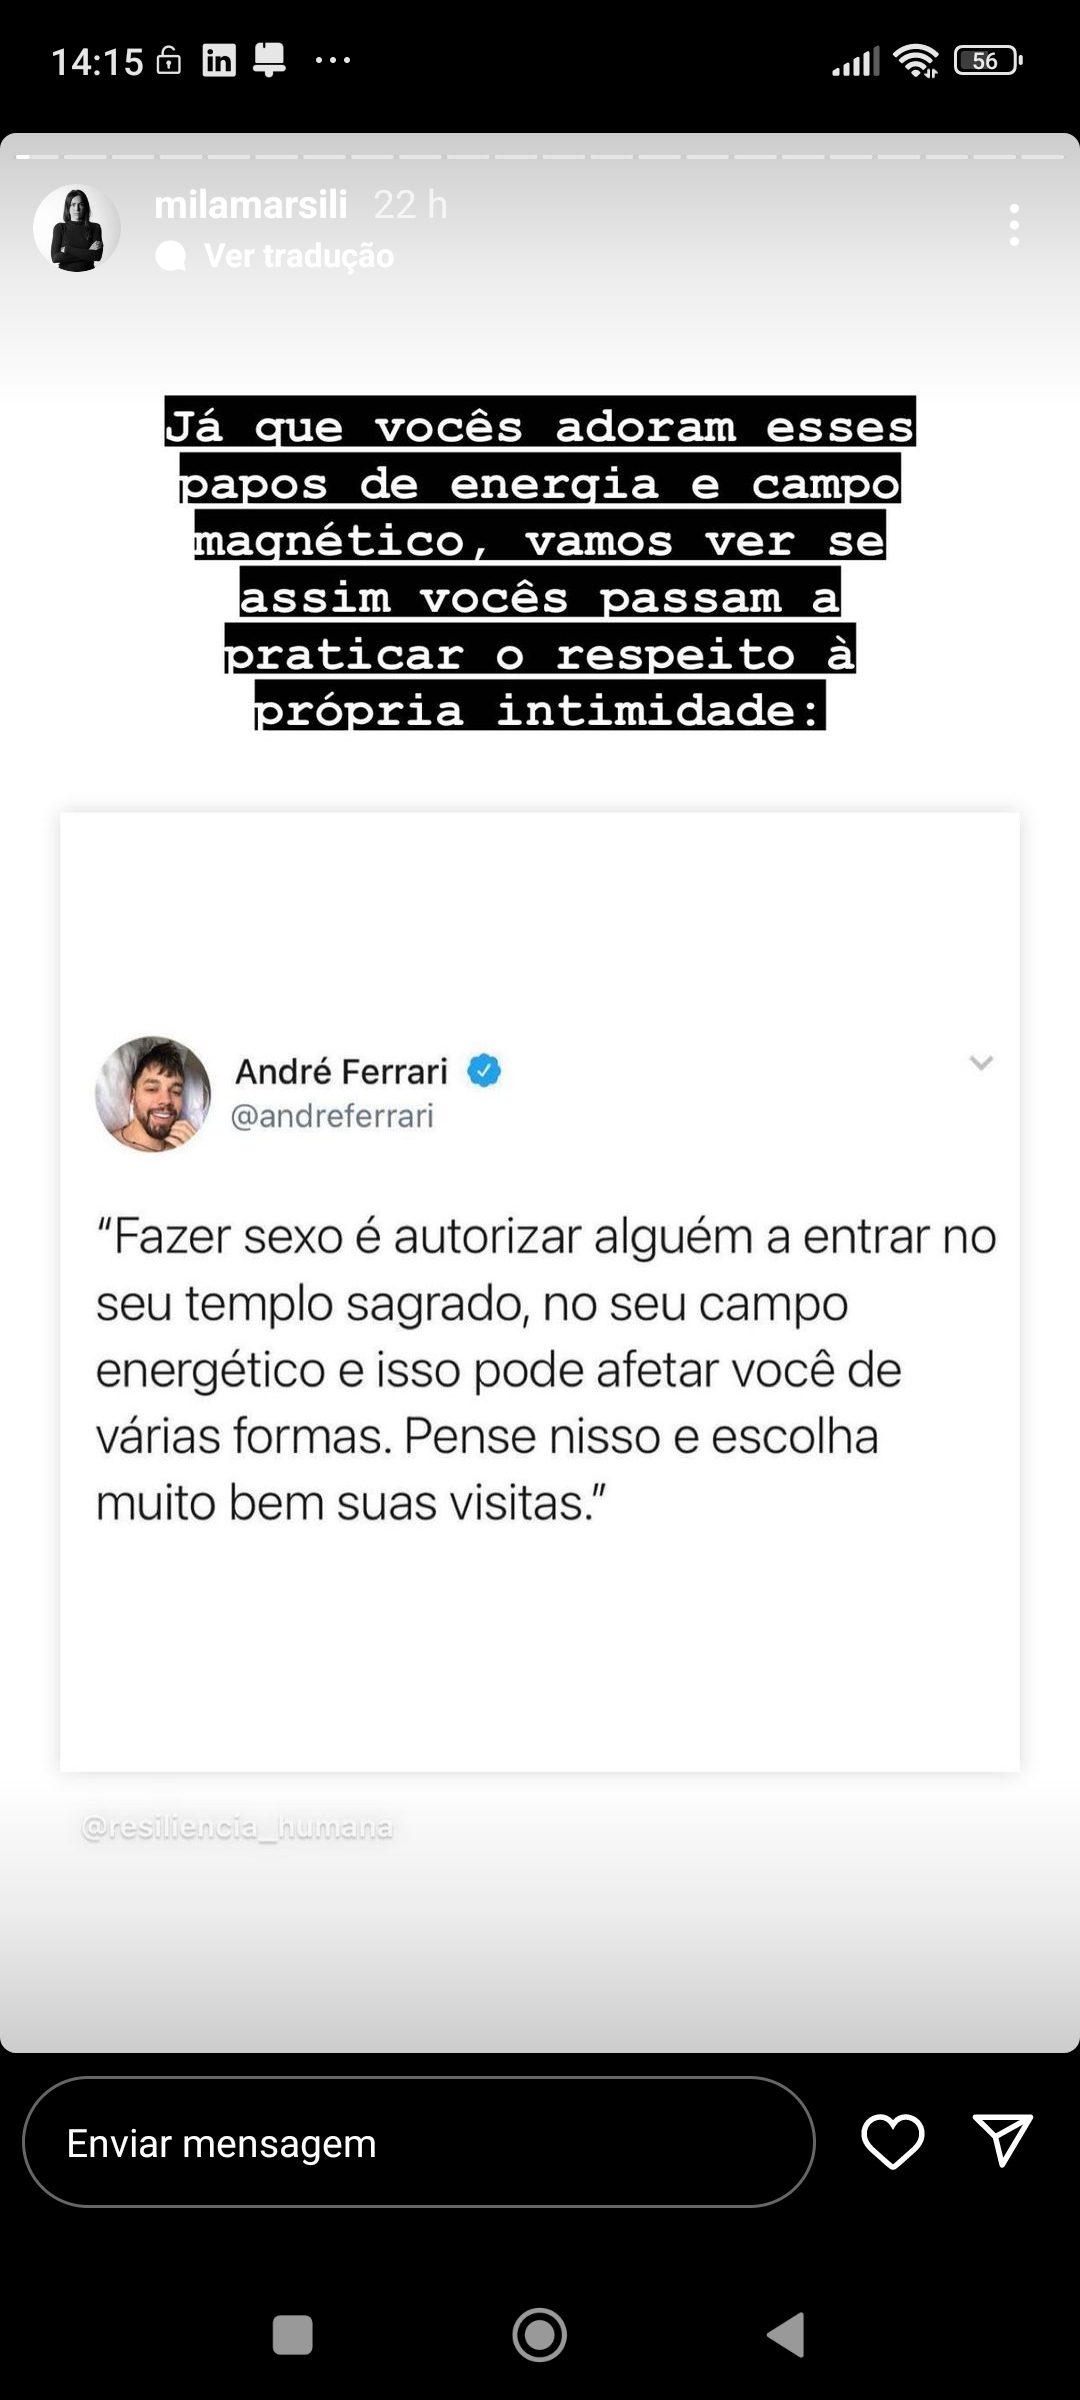 14:15
56
milamarsili 22 h
Ver tradução
Já que vocês adoram esses
papos de energia e campo
magnético, vamos ver se
assim vocês passam a
praticar o respeito à
própria intimidade:
André Ferrari
@andreferrari
“Fazer sexo é autorizar alguém a entrar no
seu templo sagrado, no seu campo
energético e isso pode afetar você de
várias formas. Pense nisso e escolha
muito bem suas visitas.”
@resiliencia_humana
Enviar mensagem